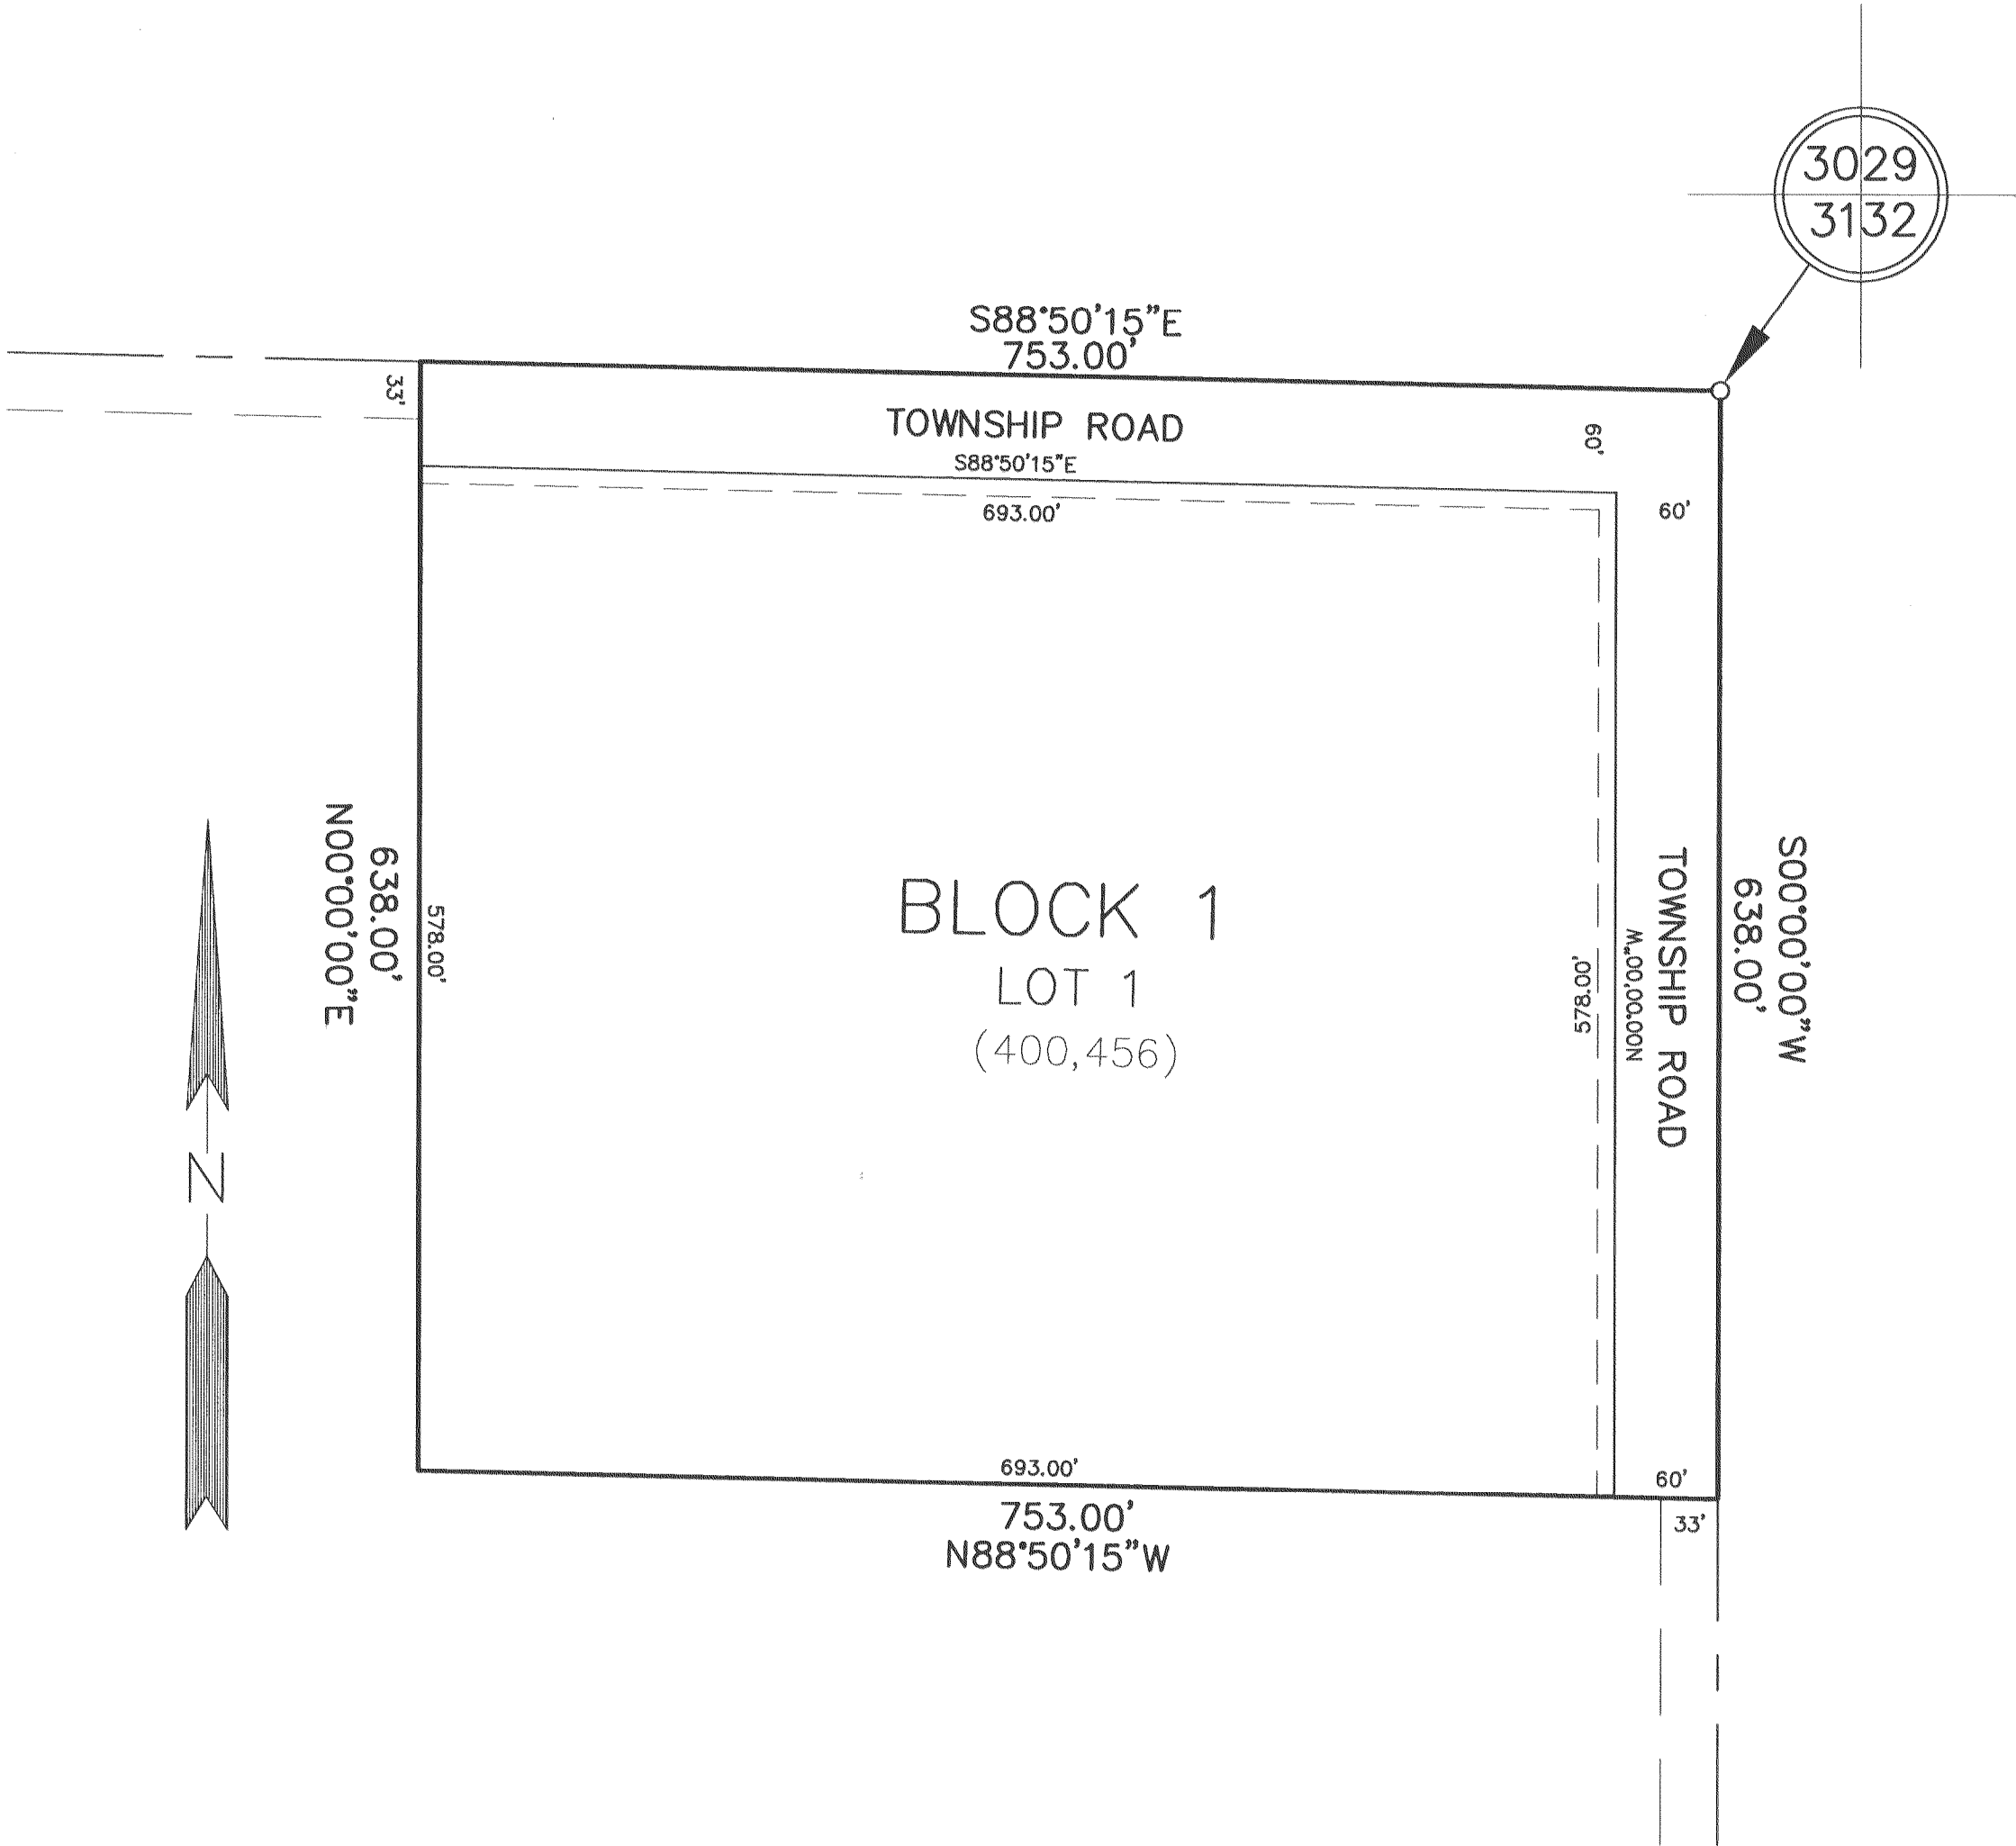 3029
3132
S88°50'15"E
753.00'
33'
TOWNSHIP ROAD
60'
S88°50'15"E
693.00'
60'
S00°00'00"W
638.00'
TOWNSHIP ROAD
N00°00'00"W
578.00'
BLOCK 1
LOT 1
(400,456)
578.00'
638.00'
N00°00'00"E
N
693.00'
60'
753.00'
N88°50'15"W
33'